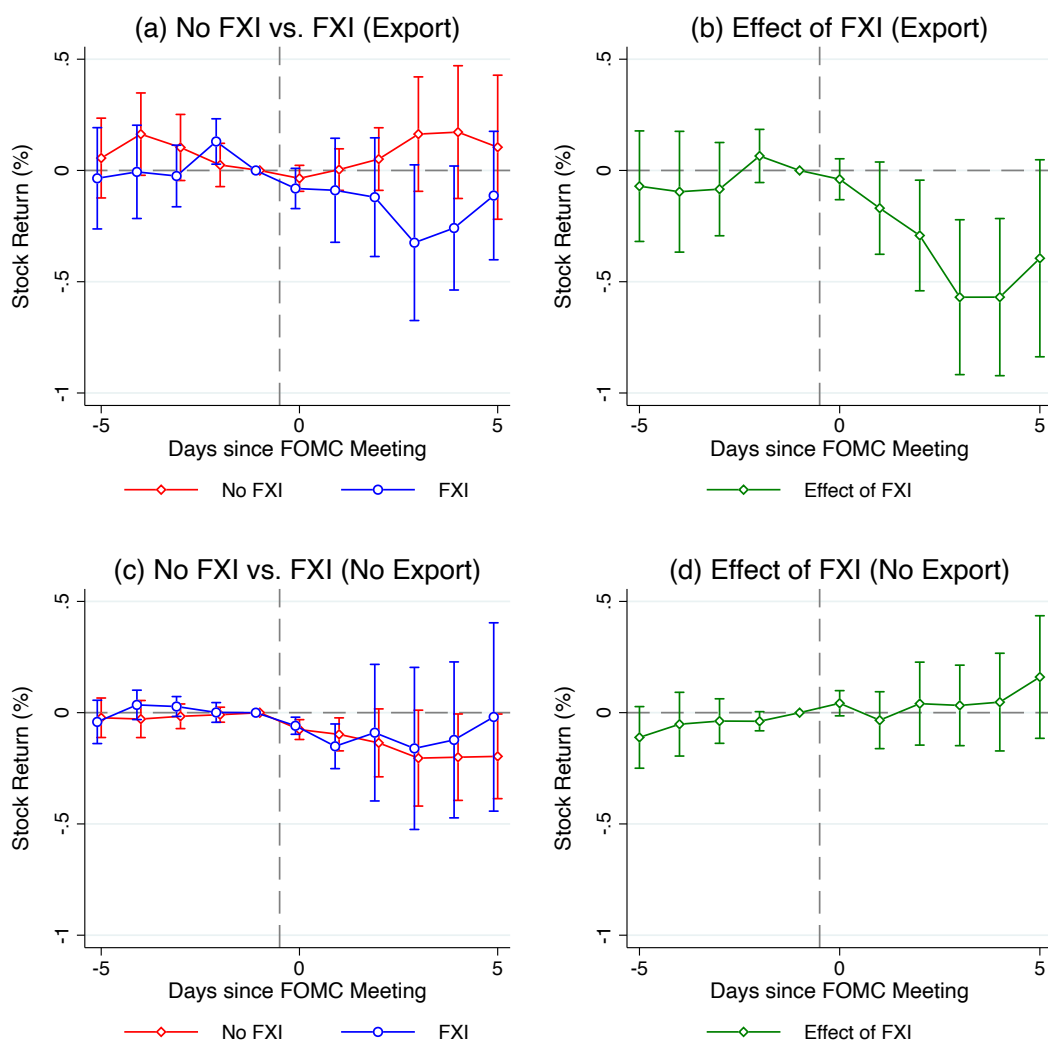 (a) No FXI vs. FXI (Export)
Stock Return (%)
.5
0
-.5
-1
-5
0
5
Days since FOMC Meeting
No FXI
FXI
(b) Effect of FXI (Export)
Stock Return (%)
.5
0
-.5
-1
-5
0
5
Days since FOMC Meeting
Effect of FXI
(c) No FXI vs. FXI (No Export)
Stock Return (%)
.5
0
-.5
-1
-5
0
5
Days since FOMC Meeting
No FXI
FXI
(d) Effect of FXI (No Export)
Stock Return (%)
.5
0
-.5
-1
-5
0
5
Days since FOMC Meeting
Effect of FXI